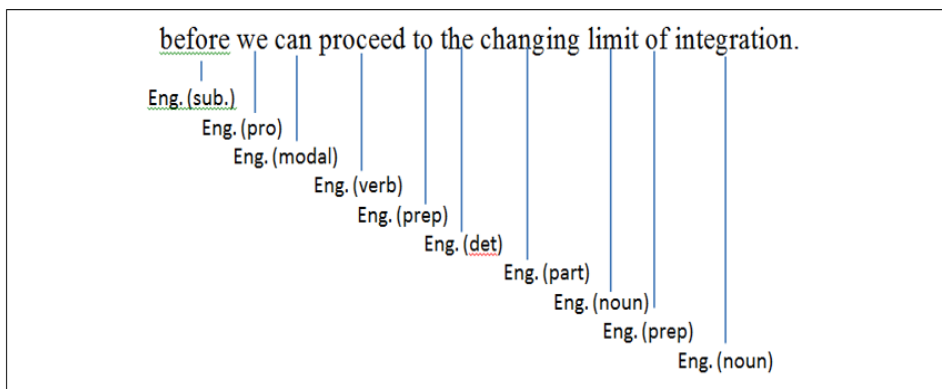 before we can proceed to the changing limit of integration.
Eng. (sub.)
Eng. (pro)
Eng. (modal)
Eng. (verb)
Eng. (prep)
Eng. (det)
Eng. (part)
Eng. (noun)
Eng. (prep)
Eng. (noun)